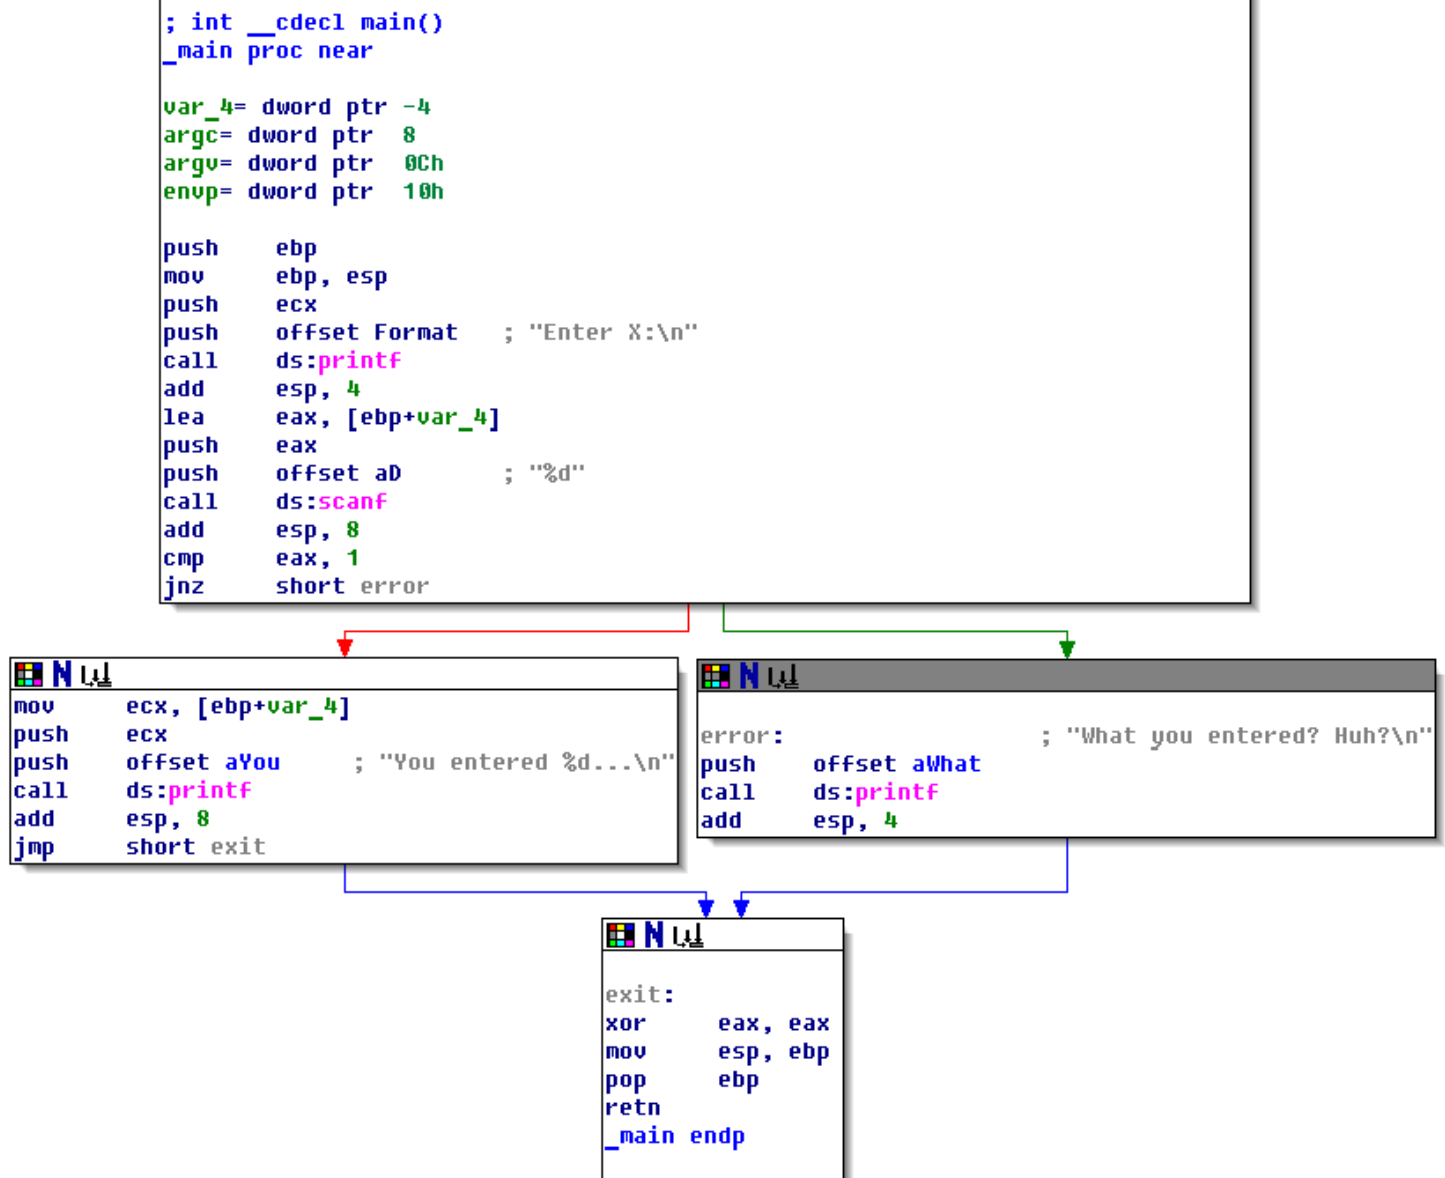 ; int __cdecl main()
_main proc near
var_4= dword ptr -4
argc= dword ptr  8
argv= dword ptr  0Ch
envp= dword ptr  10h
push    ebp
mov     ebp, esp
push    ecx
push    offset Format   ; "Enter X:\n"
call    ds:printf
add     esp, 4
lea     eax, [ebp+var_4]
push    eax
push    offset aD       ; "%d"
call    ds:scanf
add     esp, 8
cmp     eax, 1
jnz     short error
mov     ecx, [ebp+var_4]
push    ecx
push    offset aYou     ; "You entered %d...\n"
call    ds:printf
add     esp, 8
jmp     short exit
error:                  ; "What you entered? Huh?\n"
push    offset aWhat
call    ds:printf
add     esp, 4
exit:
xor     eax, eax
mov     esp, ebp
pop     ebp
retn
_main endp